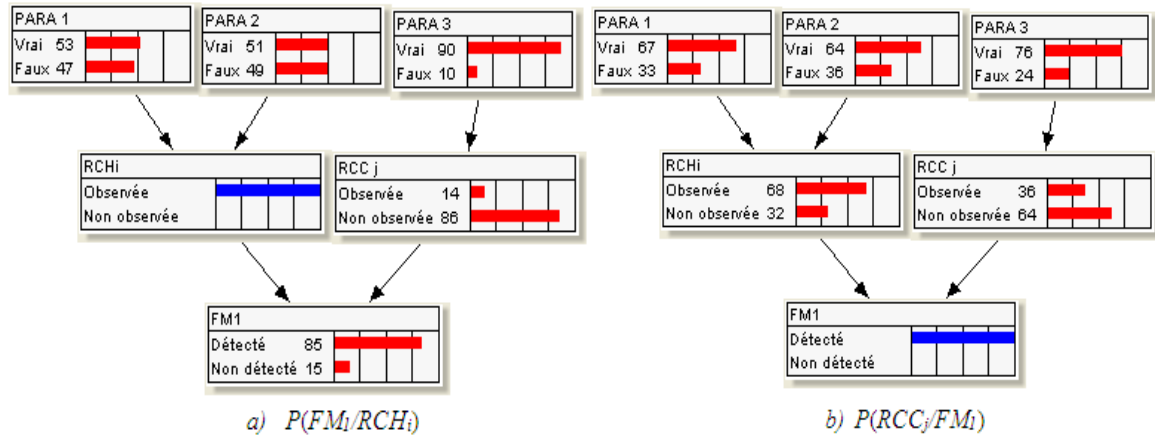 PARA 1
Vrai 53
Faux 47
PARA 2
Vrai 51
Faux 49
PARA 3
Vrai 90
Faux 10
RCHi
Observée
Non observée
RCC j
Observée 14
Non observée 86
FM1
Détecté 85
Non détecté 15
a) P(FM1/RCHi)
PARA 1
Vrai 67
Faux 33
PARA 2
Vrai 64
Faux 36
PARA 3
Vrai 76
Faux 24
RCHi
Observée 68
Non observée 32
RCC j
Observée 36
Non observée 64
FM1
Détecté
Non détecté
b) P(RCCj/FM1)